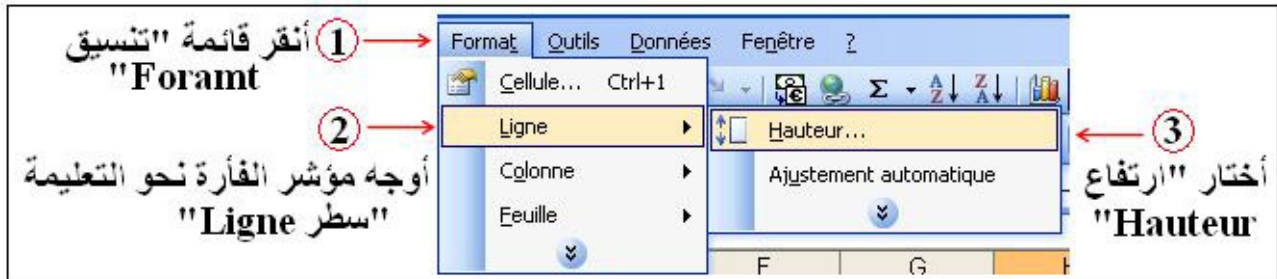 1 أنقر قائمة "تنسيق
Foramt"
2
أوجه مؤشر الفأرة نحو التعليمة
"سطر Ligne"
Format Outils Données Fenêtre ?
Cellule... Ctrl+1
Ligne
Colonne
Feuille
Hauteur...
Ajustement automatique
3
أختار "ارتفاع
Hauteur"
F G H